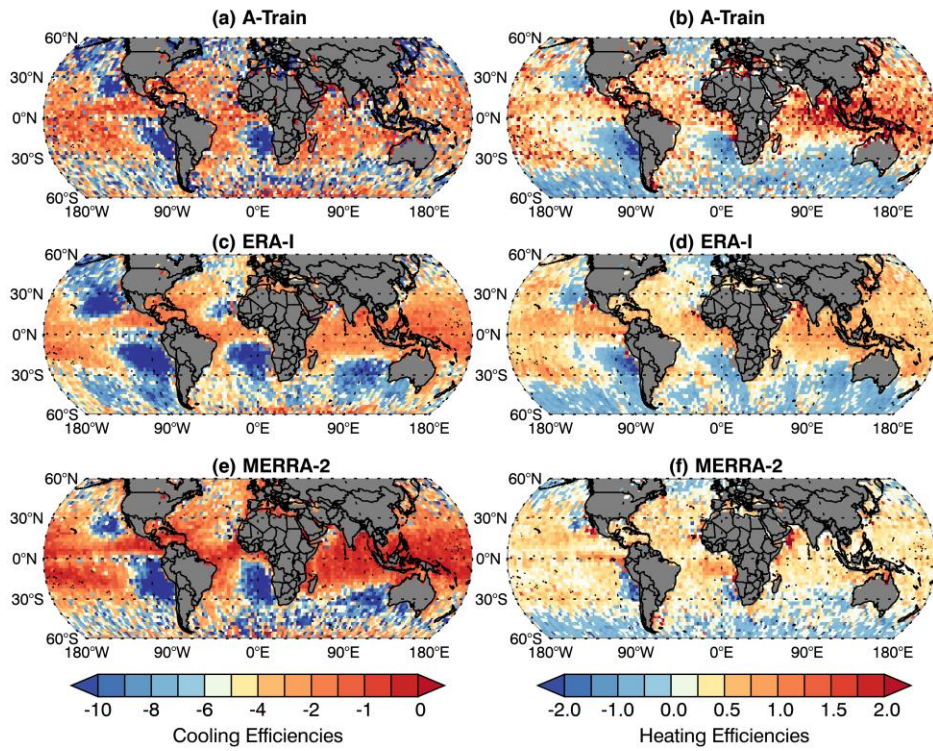 (a) A-Train
(b) A-Train
60°N
30°N
0°N
30°S
60°S
180°W 90°W 0°E 90°E 180°E
60°N
30°N
0°N
30°S
60°S
180°W 90°W 0°E 90°E 180°E
(c) ERA-I
(d) ERA-I
60°N
30°N
0°N
30°S
60°S
180°W 90°W 0°E 90°E 180°E
60°N
30°N
0°N
30°S
60°S
180°W 90°W 0°E 90°E 180°E
(e) MERRA-2
(f) MERRA-2
60°N
30°N
0°N
30°S
60°S
180°W 90°W 0°E 90°E 180°E
60°N
30°N
0°N
30°S
60°S
180°W 90°W 0°E 90°E 180°E
-10 -8 -6 -4 -2 -1 0
Cooling Efficiencies
-2.0 -1.0 0.0 0.5 1.0 1.5 2.0
Heating Efficiencies